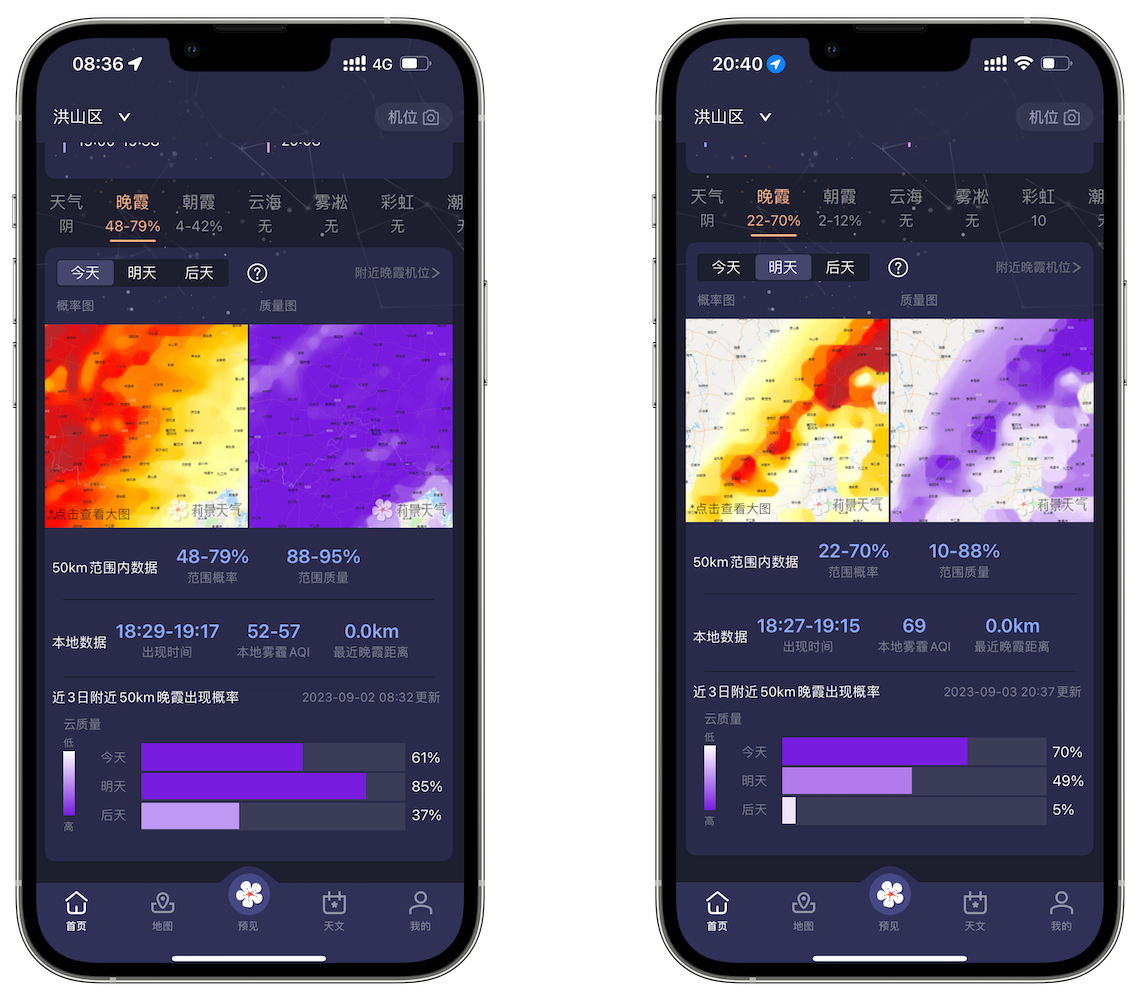 08:36
4G
洪山区
机位
19:00-19:38
20:08
天气 晚霞 朝霞 云海 雾凇 彩虹 潮
阴 48-79% 4-42% 无 无 无
今天 明天 后天 ? 附近晚霞机位>
概率图 质量图
点击查看大图 莉景天气 莉景天气
50km范围内数据 48-79% 88-95%
范围概率 范围质量
本地数据 18:29-19:17 52-57 0.0km
出现时间 本地雾霾AQI 最近晚霞距离
近3日附近50km晚霞出现概率 2023-09-02 08:32更新
云质量
低
今天 61%
明天 85%
后天 37%
高
首页 地图 预见 天文 我的
20:40
洪山区
机位
天气 晚霞 朝霞 云海 雾凇 彩虹 潮
阴 22-70% 2-12% 无 无 10
今天 明天 后天 ? 附近晚霞机位>
概率图 质量图
点击查看大图 莉景天气 莉景天气
50km范围内数据 22-70% 10-88%
范围概率 范围质量
本地数据 18:27-19:15 69 0.0km
出现时间 本地雾霾AQI 最近晚霞距离
近3日附近50km晚霞出现概率 2023-09-03 20:37更新
云质量
低
今天 70%
明天 49%
后天 5%
高
首页 地图 预见 天文 我的